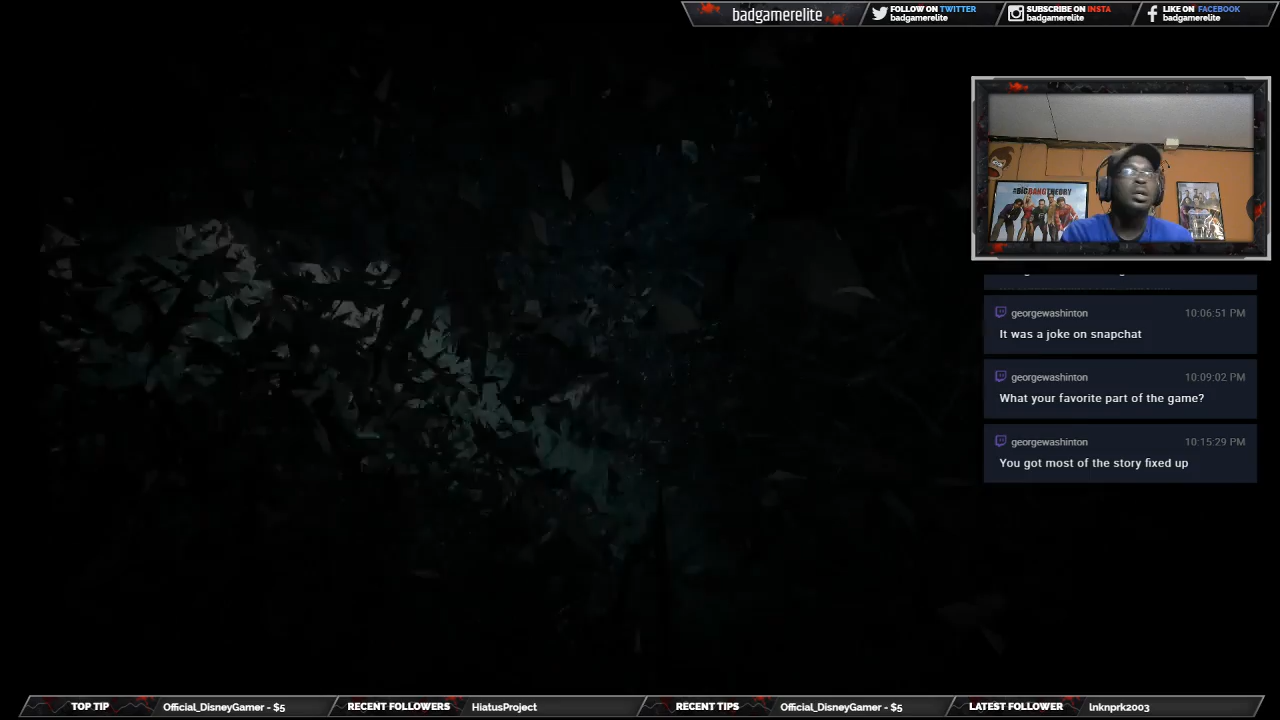 badgamerelite
FOLLOW ON TWITTER
badgamerelite
SUBSCRIBE ON INSTA
badgamerelite
LIKE ON FACEBOOK
badgamerelite
BIG BANG THEORY
georgewashinton 10:06:51 PM
It was a joke on snapchat
georgewashinton 10:09:02 PM
What your favorite part of the game?
georgewashinton 10:15:29 PM
You got most of the story fixed up
TOP TIP Official_DisneyGamer - $5 RECENT FOLLOWERS HiatusProject RECENT TIPS Official_DisneyGamer - $5 LATEST FOLLOWER lnknprk2003